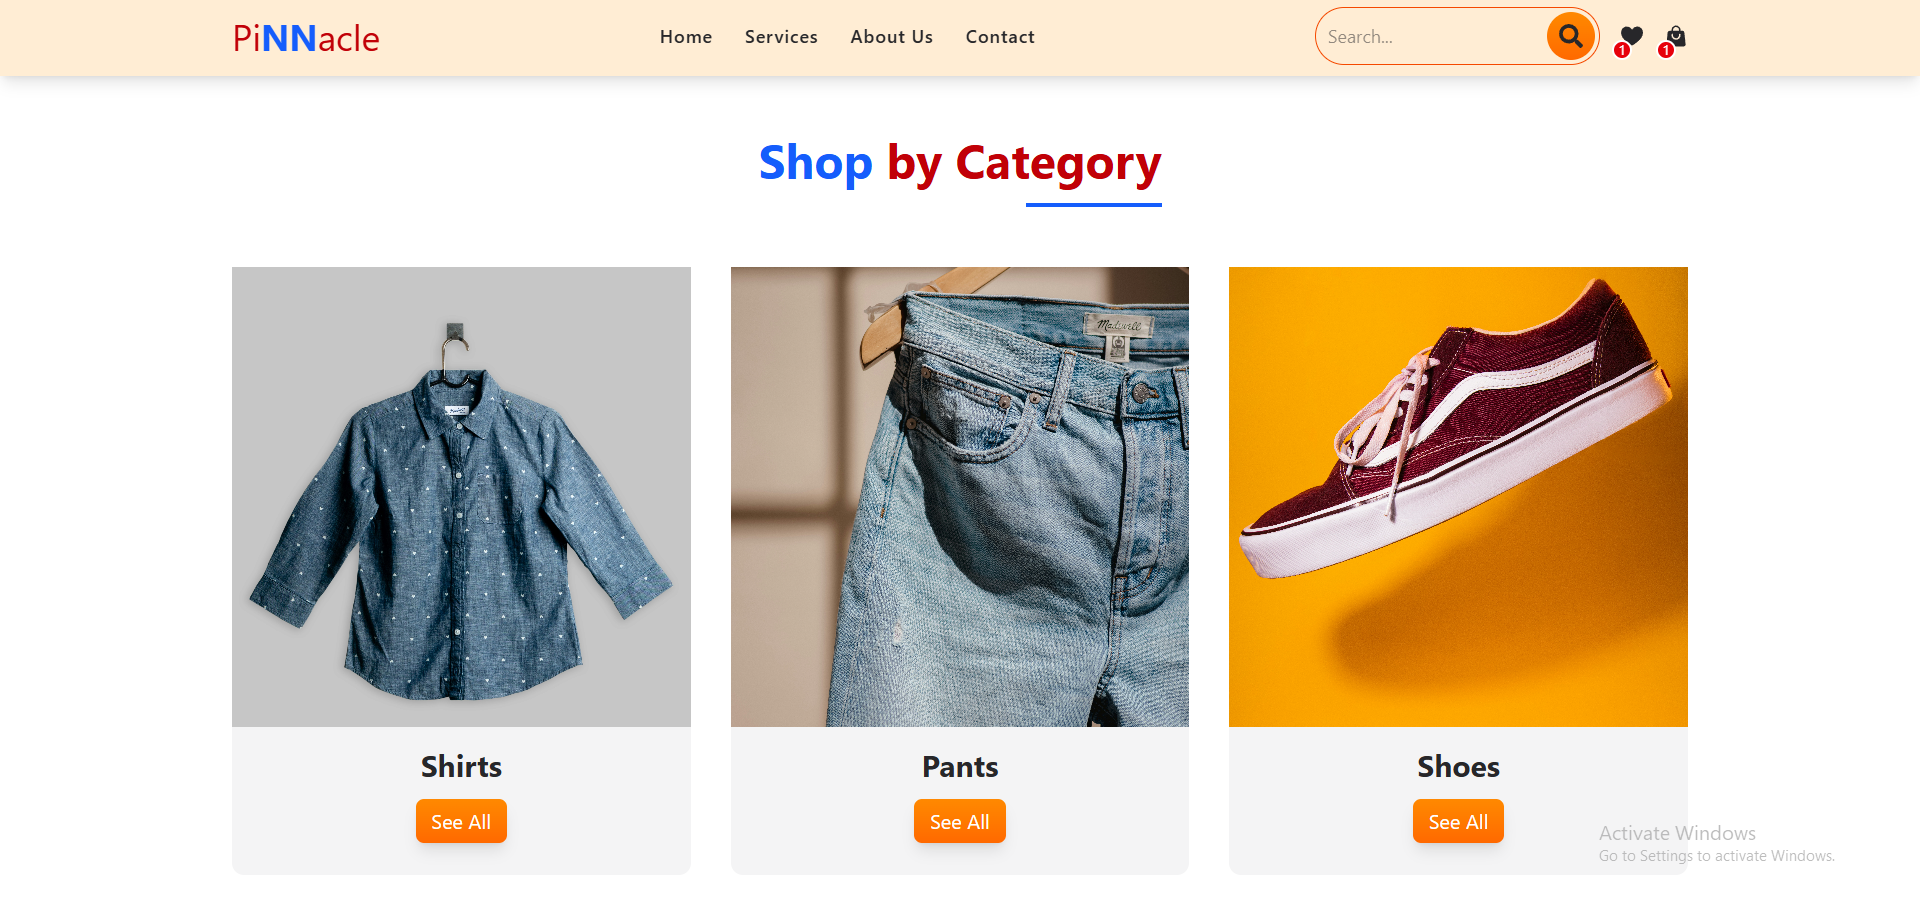 PiNNacle
Home Services About Us Contact
Search...
1 1
Shop by Category
Madewell
Shirts Pants Shoes
See All See All See All
Activate Windows
Go to Settings to activate Windows.